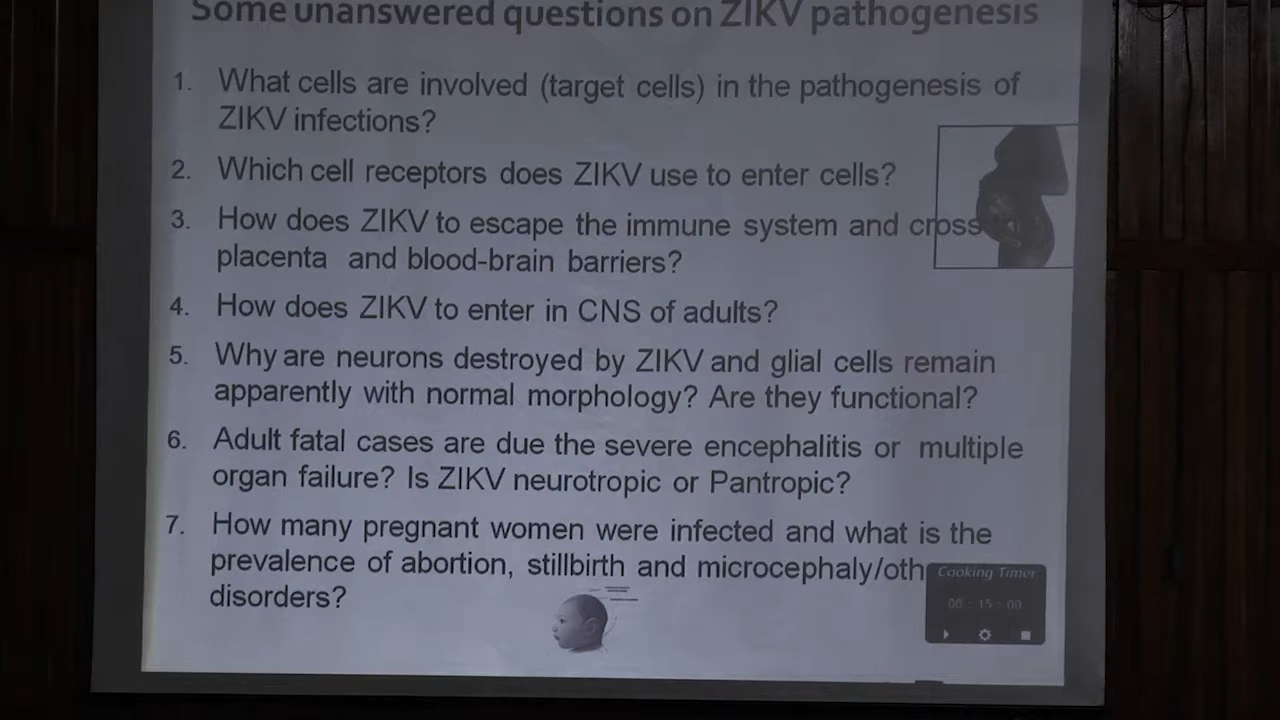 Some unanswered questions on ZIKV pathogenesis
1. What cells are involved (target cells) in the pathogenesis of
ZIKV infections?
2. Which cell receptors does ZIKV use to enter cells?
3. How does ZIKV to escape the immune system and cross
placenta and blood-brain barriers?
4. How does ZIKV to enter in CNS of adults?
5. Why are neurons destroyed by ZIKV and glial cells remain
apparently with normal morphology? Are they functional?
6. Adult fatal cases are due the severe encephalitis or multiple
organ failure? Is ZIKV neurotropic or Pantropic?
7. How many pregnant women were infected and what is the
prevalence of abortion, stillbirth and microcephaly/oth
disorders?
Cooking Timer
00 : 15 : 00